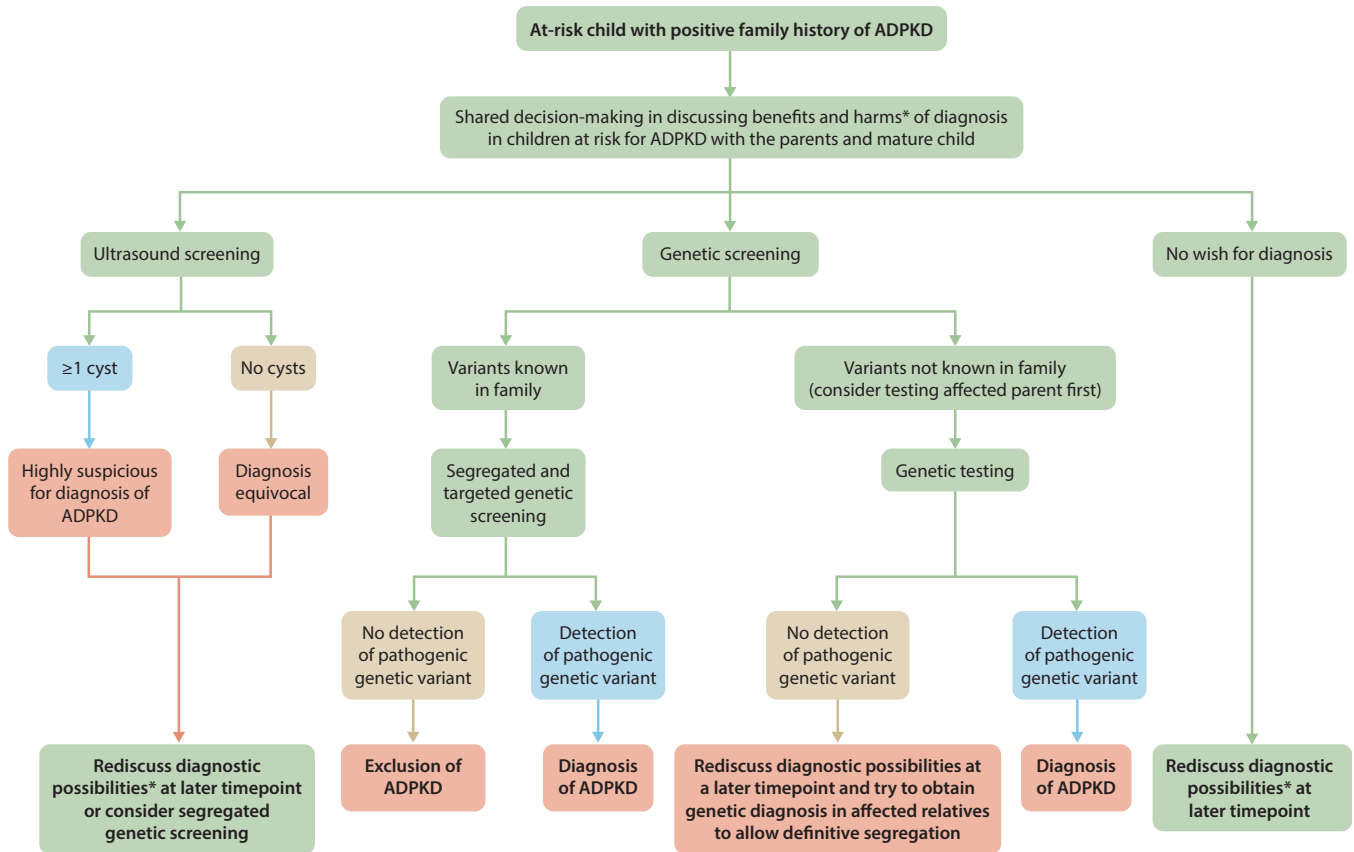 At-risk child with positive family history of ADPKD
Shared decision-making in discussing benefits and harms* of diagnosis
in children at risk for ADPKD with the parents and mature child
Ultrasound screening
Genetic screening
No wish for diagnosis
≥1 cyst
No cysts
Variants known
in family
Variants not known in family
(consider testing affected parent first)
Highly suspicious
for diagnosis of
ADPKD
Diagnosis
equivocal
Segregated and
targeted genetic
screening
Genetic testing
No detection
of pathogenic
genetic variant
Detection
of pathogenic
genetic variant
No detection
of pathogenic
genetic variant
Detection
of pathogenic
genetic variant
Rediscuss diagnostic
possibilities* at later timepoint
or consider segregated
genetic screening
Exclusion of
ADPKD
Diagnosis
of ADPKD
Rediscuss diagnostic possibilities at
a later timepoint and try to obtain
genetic diagnosis in affected relatives
to allow definitive segregation
Diagnosis
of ADPKD
Rediscuss diagnostic
possibilities* at
later timepoint